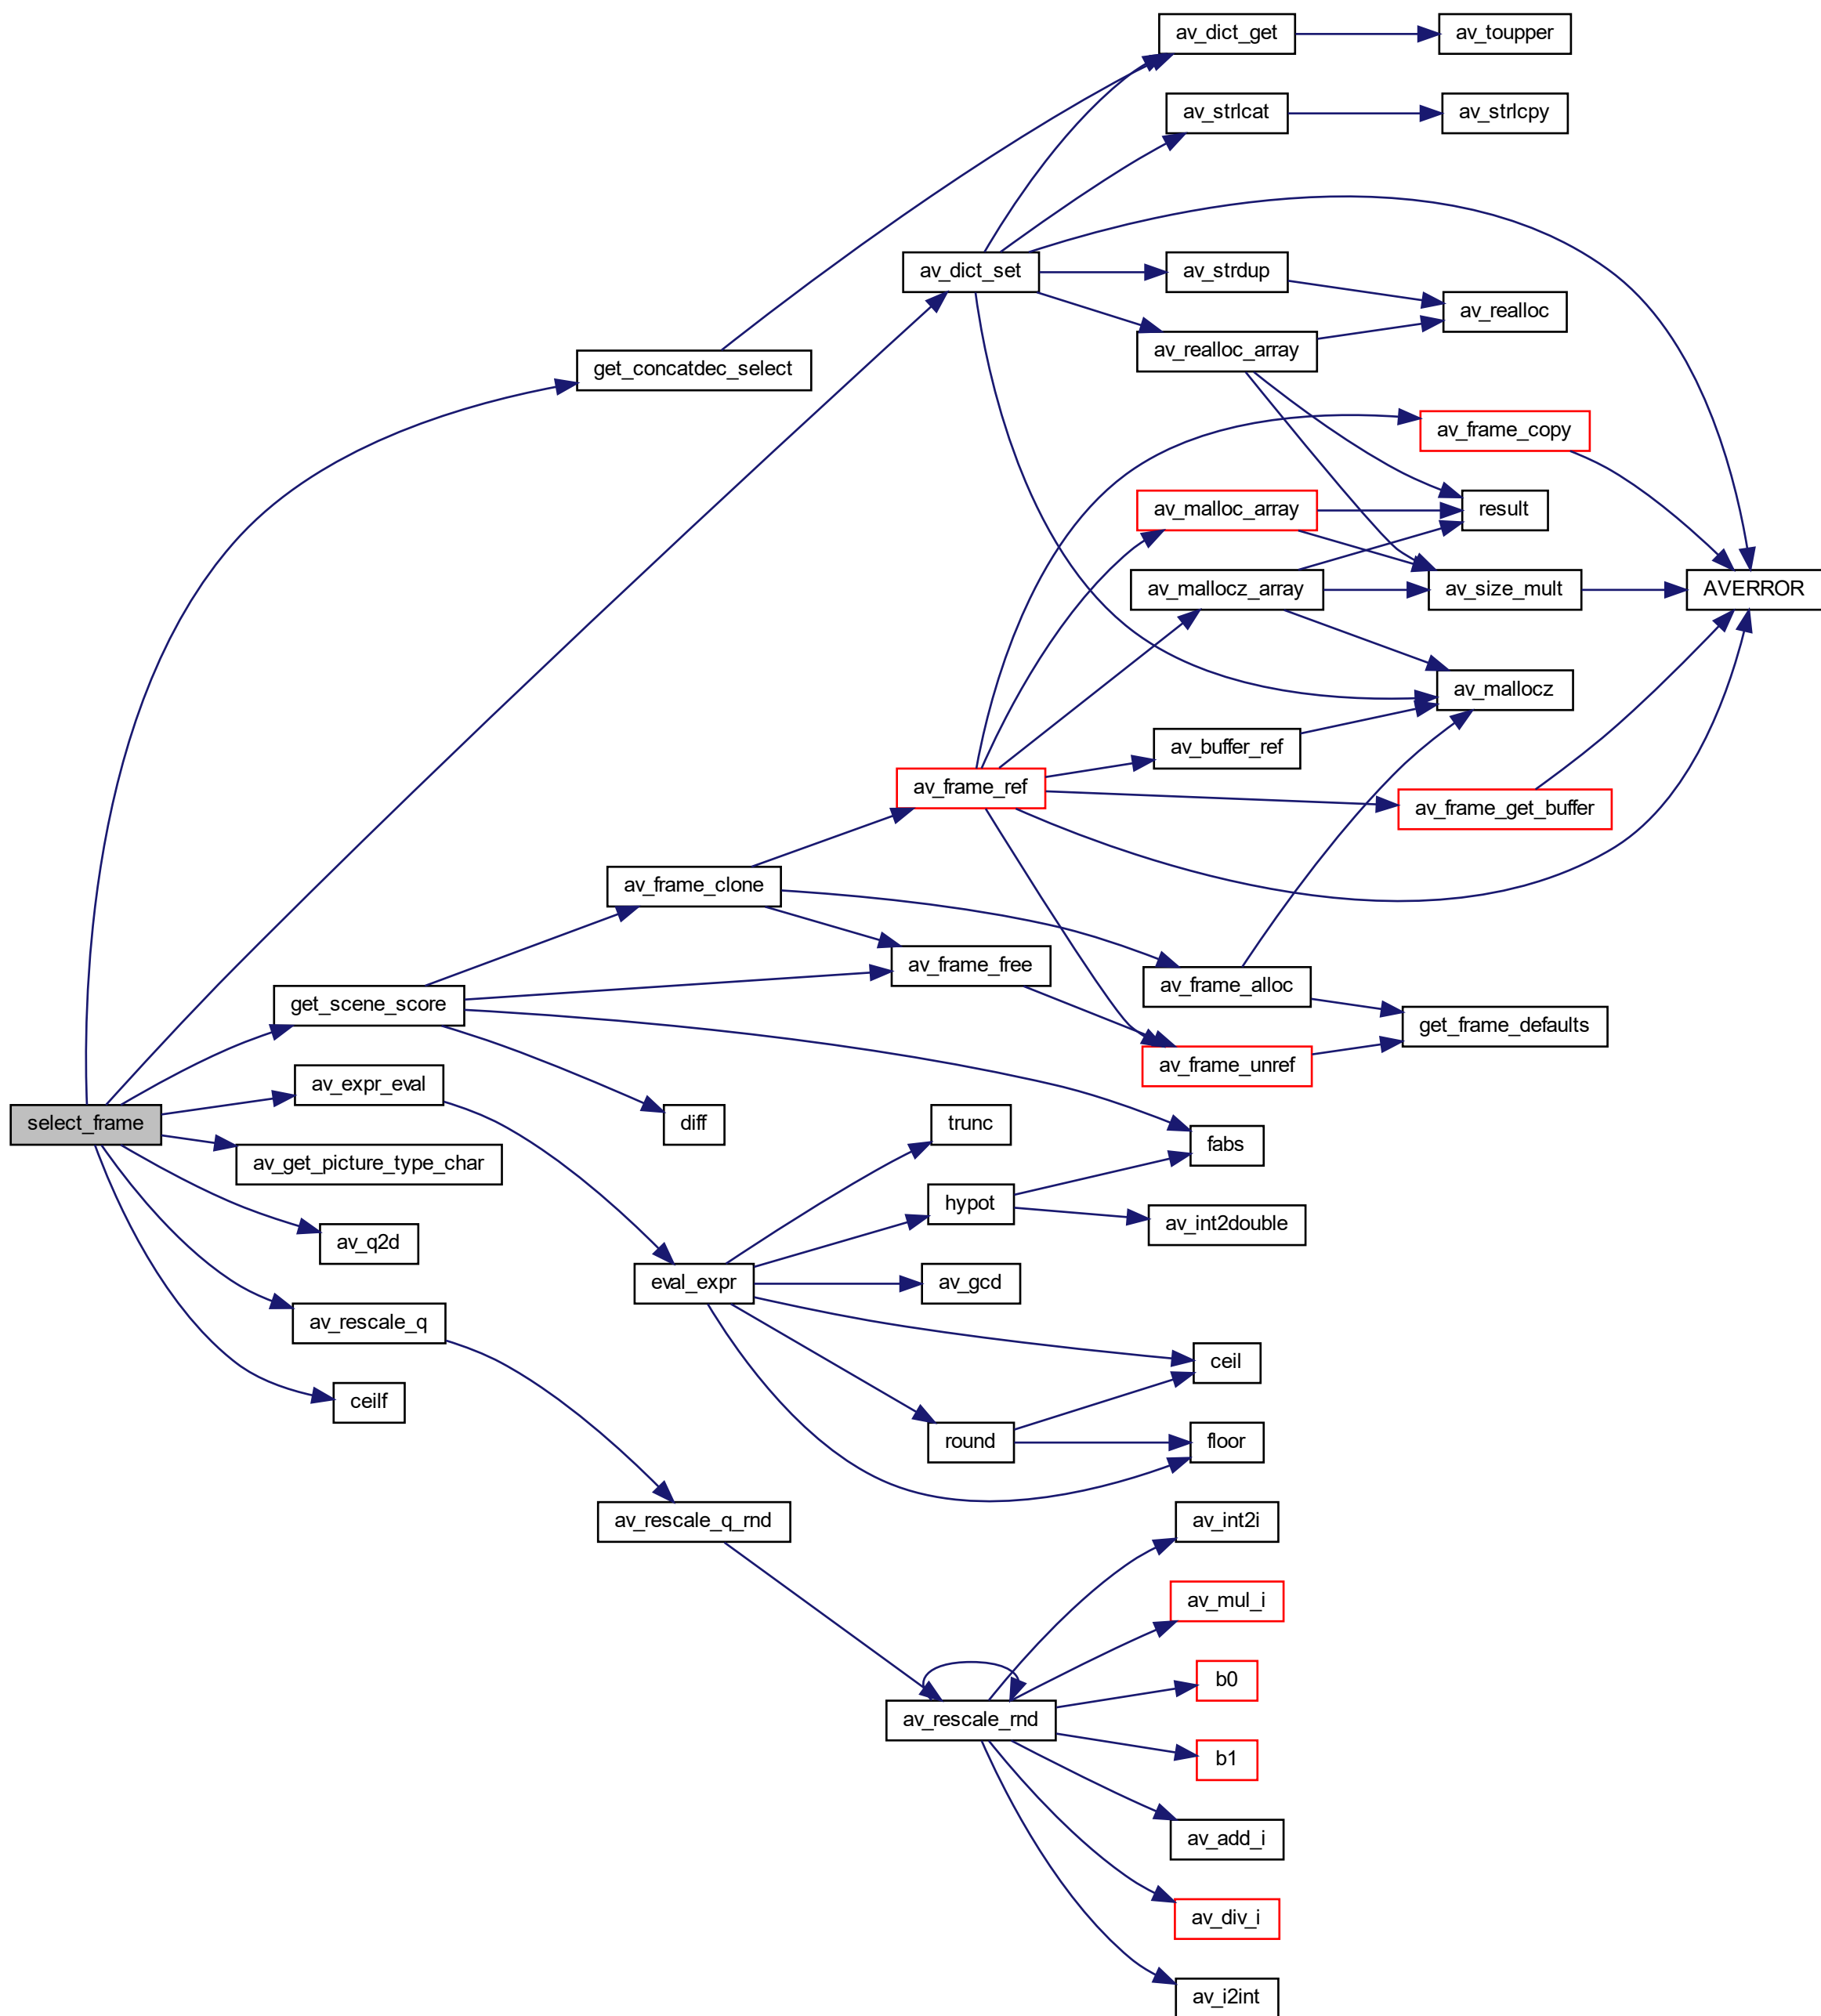 av_dict_get
av_toupper
av_strlcat
av_strlcpy
av_dict_set
av_strdup
av_realloc
av_realloc_array
get_concatdec_select
av_frame_copy
av_malloc_array
result
av_mallocz_array
av_size_mult
AVERROR
av_mallocz
av_buffer_ref
av_frame_ref
av_frame_get_buffer
av_frame_clone
av_frame_free
av_frame_alloc
get_scene_score
get_frame_defaults
av_frame_unref
av_expr_eval
select_frame
diff
trunc
fabs
av_get_picture_type_char
hypot
av_int2double
av_q2d
eval_expr
av_gcd
av_rescale_q
ceil
ceilf
round
floor
av_rescale_q_rnd
av_int2i
av_mul_i
b0
av_rescale_rnd
b1
av_add_i
av_div_i
av_i2int